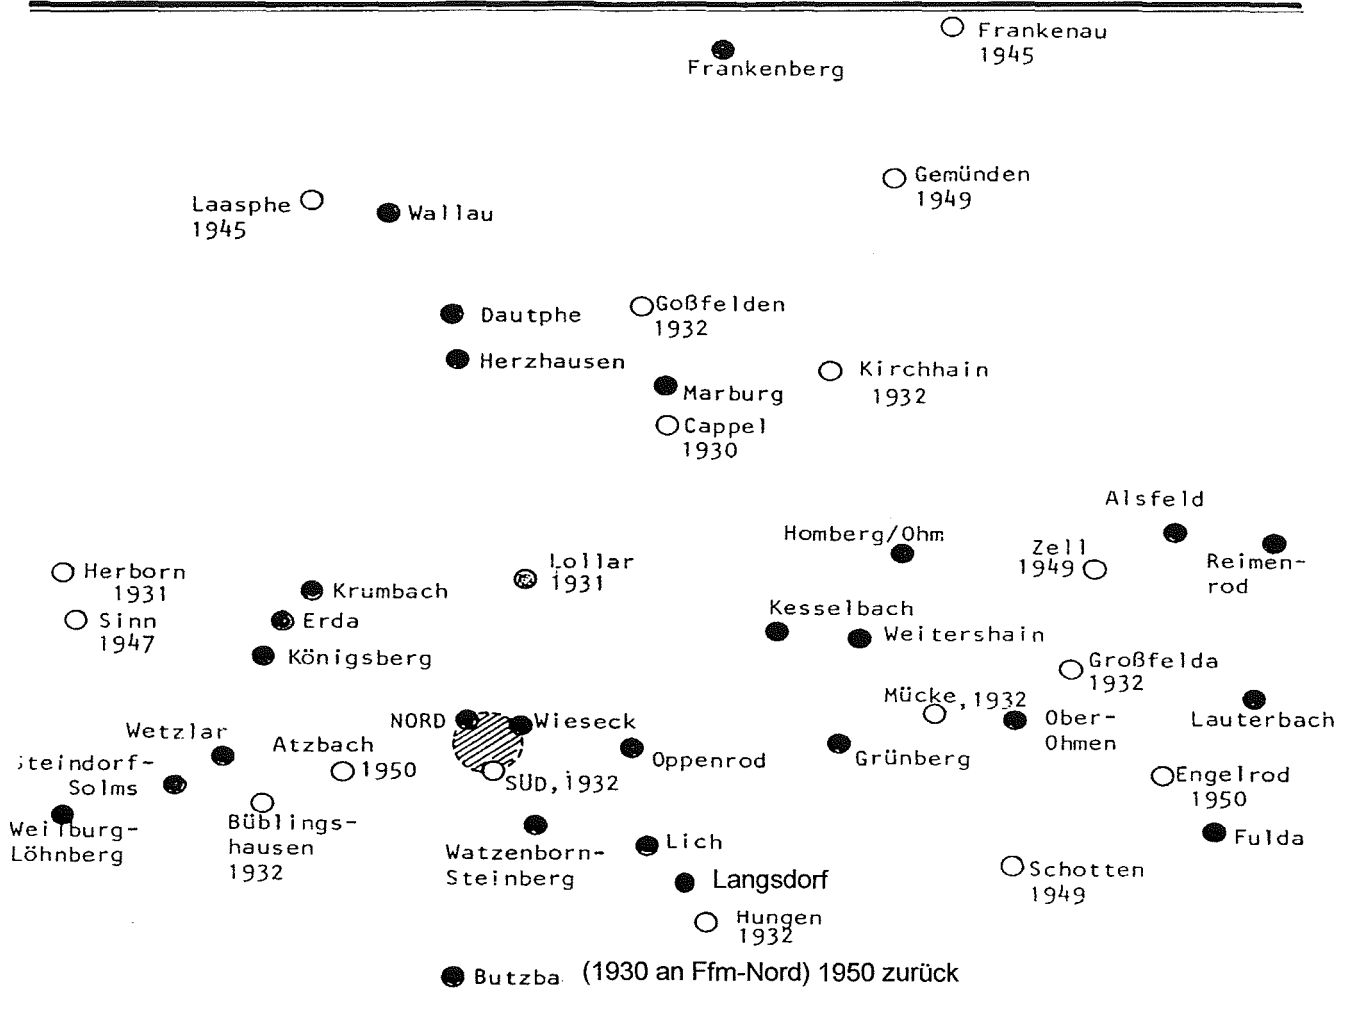 Frankenau
1945
Frankenberg
Gemünden
1949
Laasphe
1945
Wallau
Dautphe
Goßfelden
1932
Herzhausen
Kirchhain
1932
Marburg
Cappel
1930
Alsfeld
Homberg/Ohm
Zell
1949
Reimen-
rod
Lollar
1931
Herborn
1931
Krumbach
Sinn
1947
Erda
Kesselbach
Weitershain
Königsberg
Großfelda
1932
Mücke, 1932
Lauterbach
NORD
Wieseck
Ober-
Ohmen
Wetzlar
Atzbach
1950
Oppenrod
Grünberg
teindorf-
Solms
SÜD, 1932
Engelrod
1950
Weilburg-
Löhnberg
Büblings-
hausen
1932
Fulda
Watzenborn-
Steinberg
Lich
Langsdorf
Schotten
1949
Hungen
1932
Butzba (1930 an Ffm-Nord) 1950 zurück